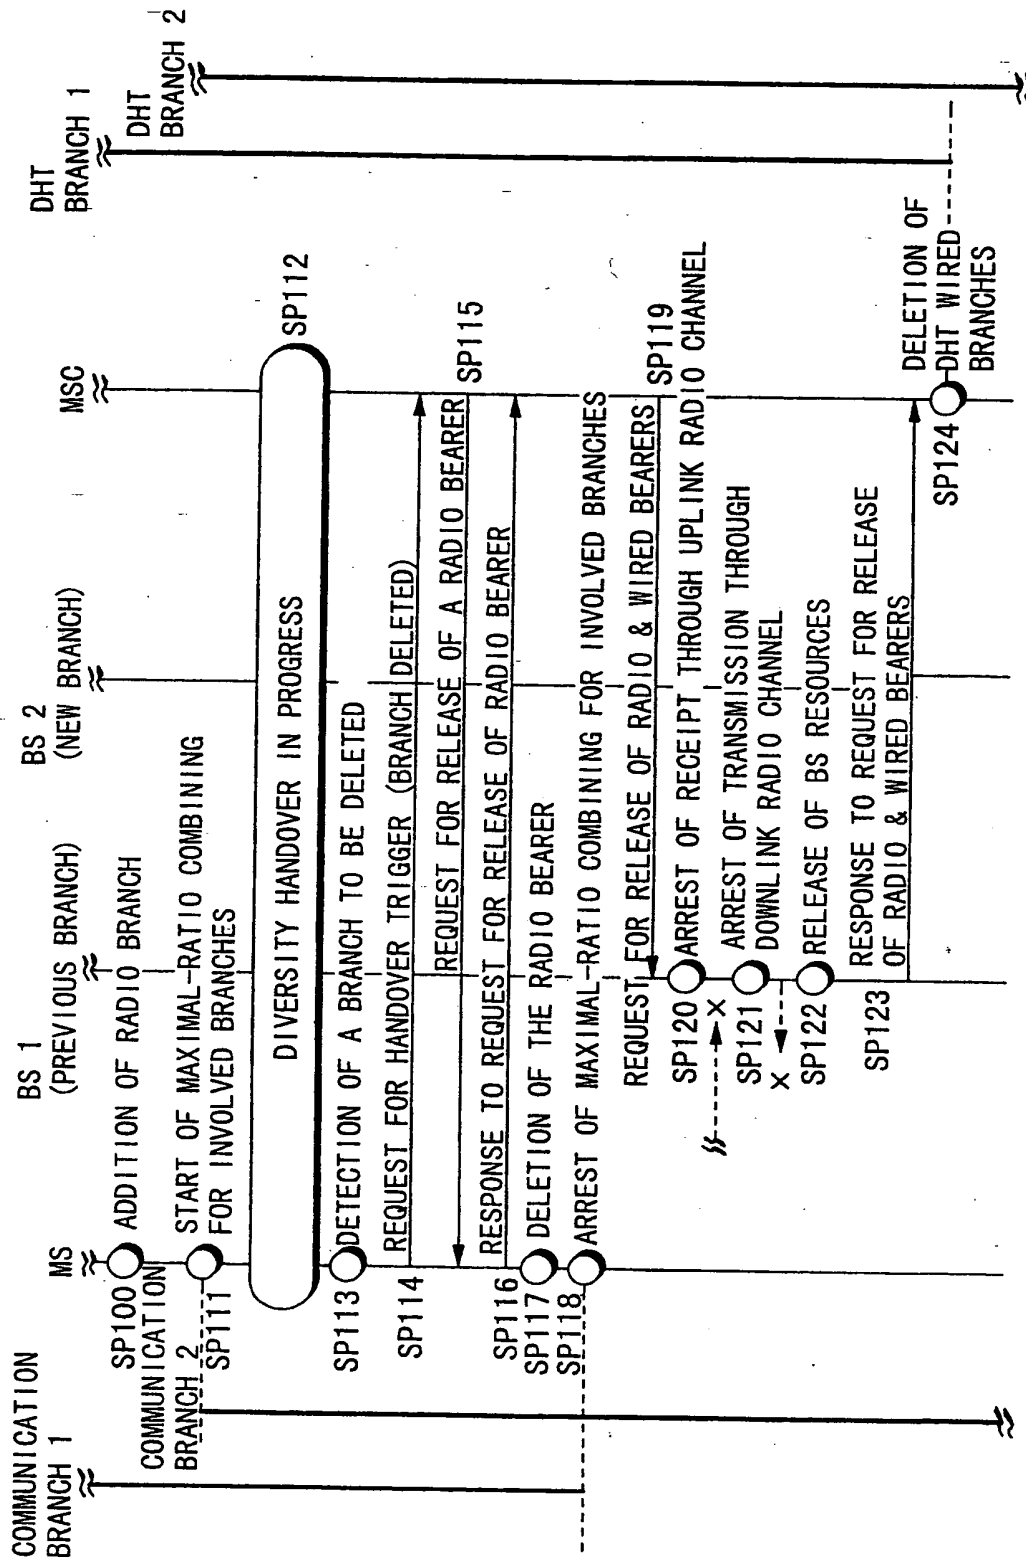 COMMUNICATION
BRANCH 1
MS
BS 1
(PREVIOUS BRANCH)
BS 2
(NEW BRANCH)
MSC
DHT
BRANCH 1
DHT
BRANCH 2
SP100
ADDITION OF RADIO BRANCH
COMMUNICATION
BRANCH 2
SP111
START OF MAXIMAL-RATIO COMBINING
FOR INVOLVED BRANCHES
DIVERSITY HANDOVER IN PROGRESS
SP112
SP113
DETECTION OF A BRANCH TO BE DELETED
SP114
REQUEST FOR HANDOVER TRIGGER (BRANCH DELETED)
REQUEST FOR RELEASE OF A RADIO BEARER
SP115
RESPONSE TO REQUEST FOR RELEASE OF RADIO BEARER
SP116
SP117
DELETION OF THE RADIO BEARER
SP118
ARREST OF MAXIMAL-RATIO COMBINING FOR INVOLVED BRANCHES
REQUEST FOR RELEASE OF RADIO & WIRED BEARERS
SP119
SP120
ARREST OF RECEIPT THROUGH UPLINK RADIO CHANNEL
X
SP121
ARREST OF TRANSMISSION THROUGH
DOWNLINK RADIO CHANNEL
X
SP122
RELEASE OF BS RESOURCES
SP123
RESPONSE TO REQUEST FOR RELEASE
OF RADIO & WIRED BEARERS
SP124
DELETION OF
DHT WIRED
BRANCHES